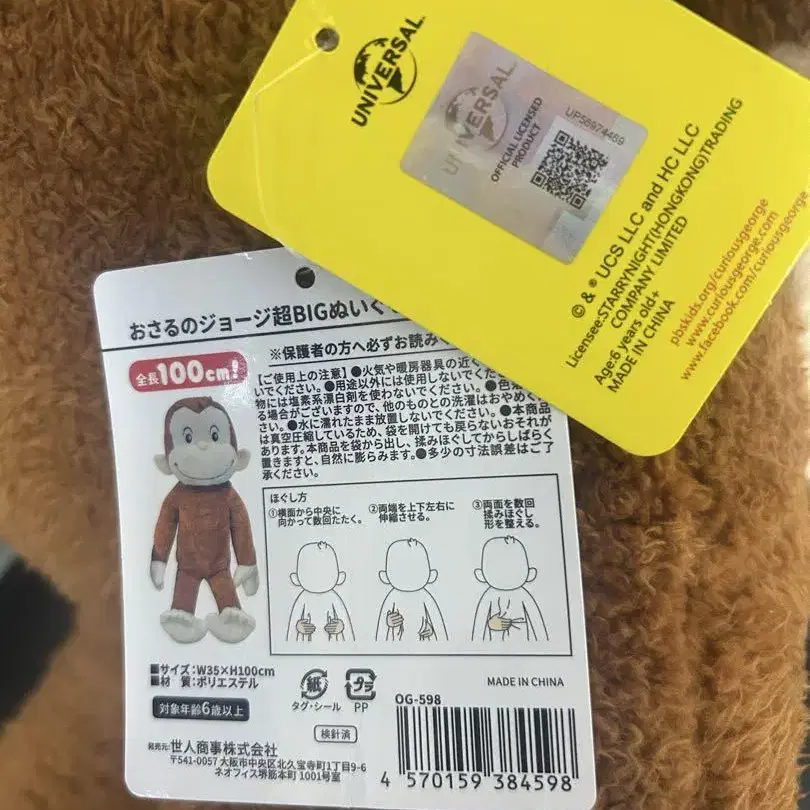 UNIVERSAL
UNIVERSAL
OFFICIAL LICENSED
PRODUCT
UP56974469
© & ® UCS LLC and HC LLC
Licensee:STARRYNIGHT(HONGKONG)TRADING
COMPANY LIMITED
Age:6 years old+
MADE IN CHINA
pbskids.org/curiousgeorge
www.curiousgeorge.com
www.facebook.com/curiousgeorge
おさるのジョージ超BIGぬいぐ
※保護者の方へ必ずお読み
全長100cm!
【ご使用上の注意】●火気や暖房器具の近く
いでください。●用途以外には使用しないでくだ
物には塩素系漂白剤を使わないでください。●色
る場合がございますので、他のものとの洗濯はおやめく
い。●水に濡れたまま放置しないでください。●本商品
は真空圧縮しているため、袋を開けても戻らないおそれが
あります。本商品を袋から出し、揉みほぐしてからしばらく
置きますと、自然に膨らみます。●多少の寸法誤差はご了
承ください。
ほぐし方
①横面から中央に
向かって数回たたく。
②両端を上下左右に
伸縮させる。
③両面を数回
揉みほぐし
形を整える。
■サイズ:W35×H100cm
■材 質:ポリエステル
対象年齢6歳以上
紙
タグ・シール
プラ
PP
検針済
MADE IN CHINA
OG-598
発売元:世人商事株式会社
〒541-0057 大阪市中央区北久宝寺町1丁目9-6
ネオフィス堺筋本町 1001号室
4 570159 384598